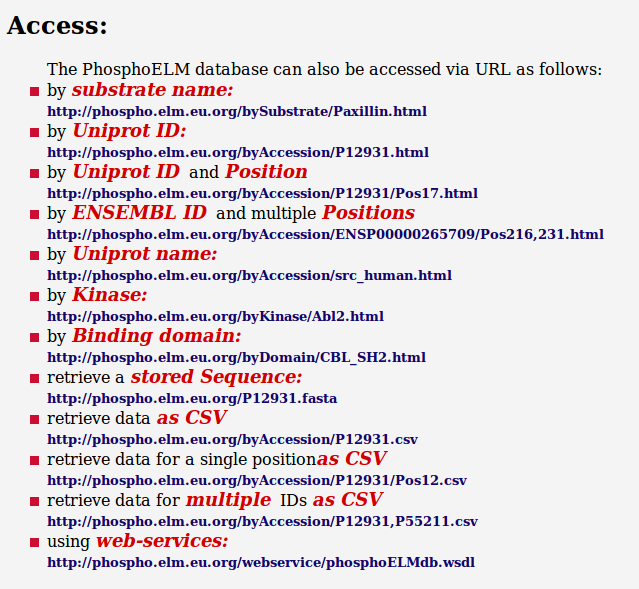 Access:
The PhosphoELM database can also be accessed via URL as follows:
by substrate name:
http://phospho.elm.eu.org/bySubstrate/Paxillin.html
by Uniprot ID:
http://phospho.elm.eu.org/byAccession/P12931.html
by Uniprot ID and Position
http://phospho.elm.eu.org/byAccession/P12931/Pos17.html
by ENSEMBL ID and multiple Positions
http://phospho.elm.eu.org/byAccession/ENSP00000265709/Pos216,231.html
by Uniprot name:
http://phospho.elm.eu.org/byAccession/src_human.html
by Kinase:
http://phospho.elm.eu.org/byKinase/Abl2.html
by Binding domain:
http://phospho.elm.eu.org/byDomain/CBL_SH2.html
retrieve a stored Sequence:
http://phospho.elm.eu.org/P12931.fasta
retrieve data as CSV
http://phospho.elm.eu.org/byAccession/P12931.csv
retrieve data for a single positionas CSV
http://phospho.elm.eu.org/byAccession/P12931/Pos12.csv
retrieve data for multiple IDs as CSV
http://phospho.elm.eu.org/byAccession/P12931,P55211.csv
using web-services:
http://phospho.elm.eu.org/webservice/phosphoELMdb.wsdl